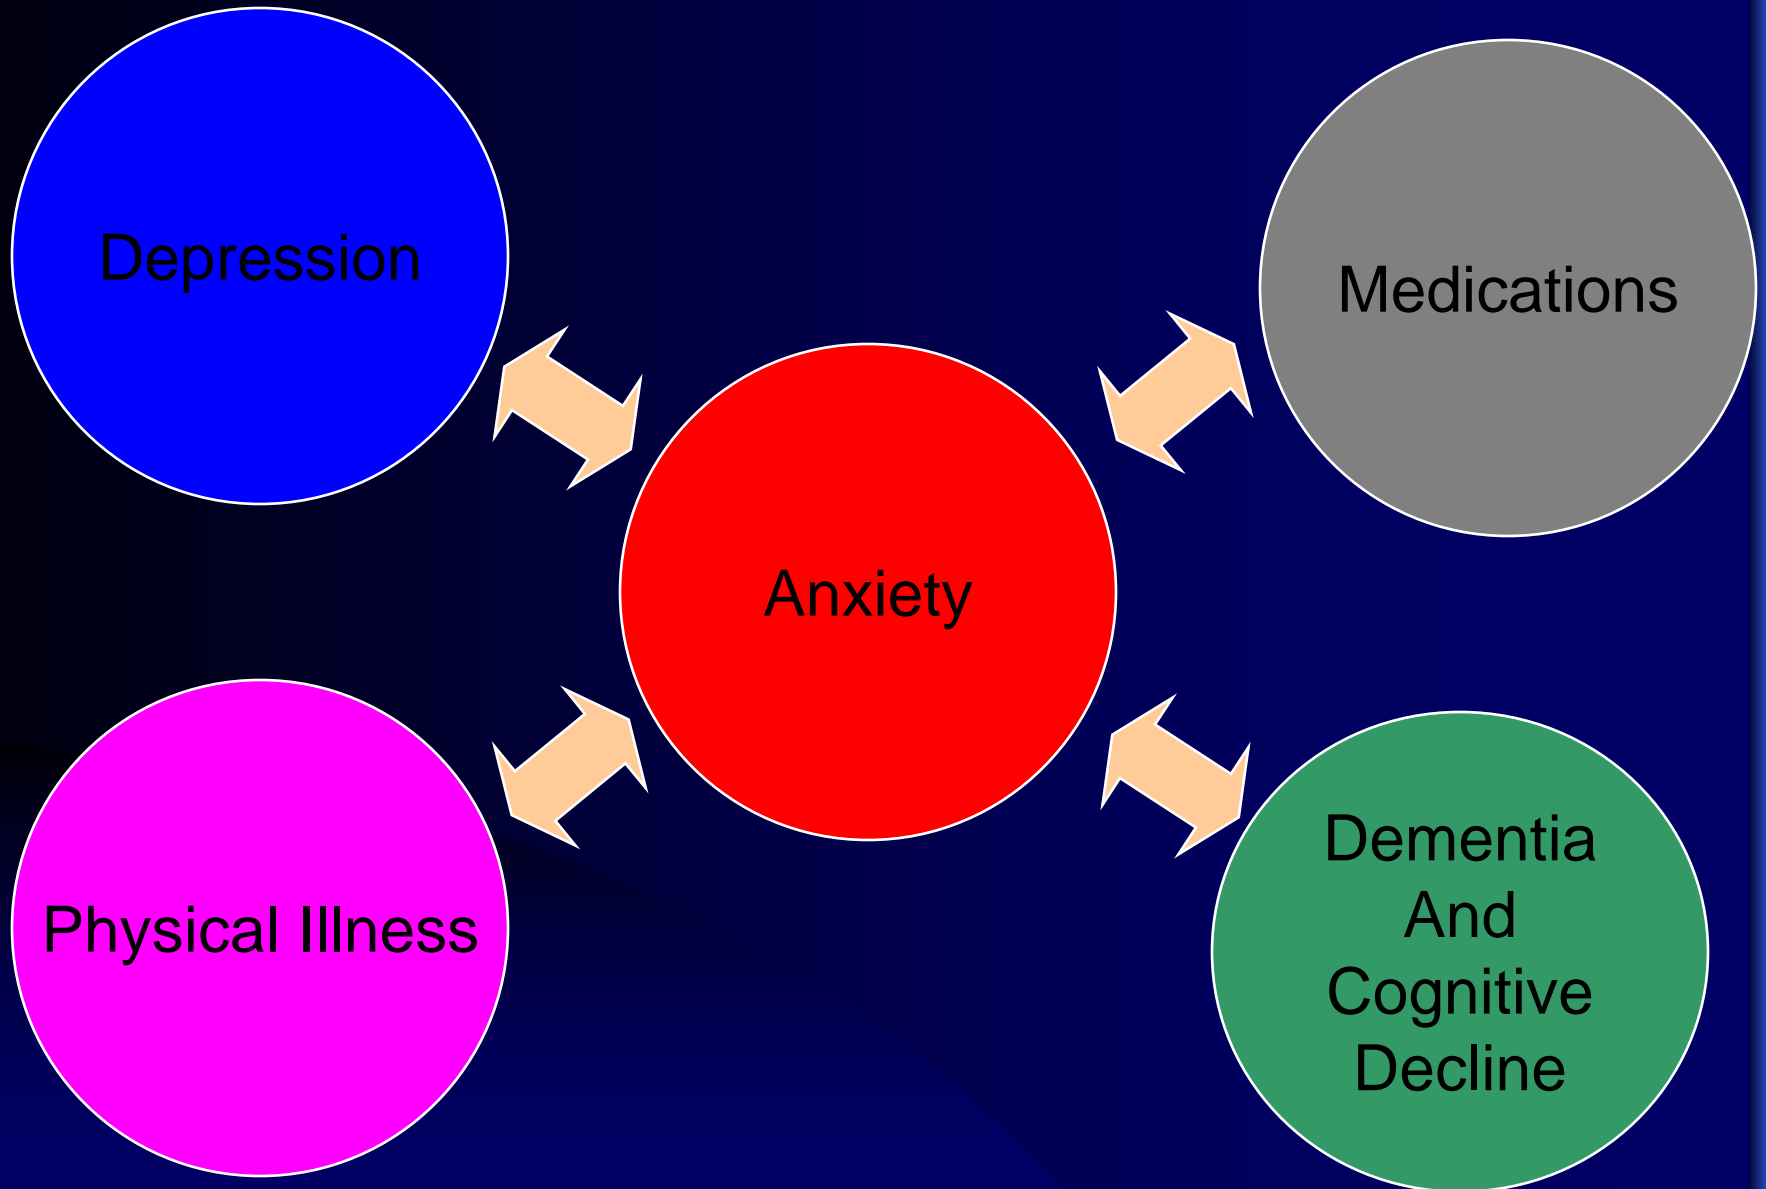 Depression
Medications
Anxiety
Physical Illness
Dementia
And
Cognitive
Decline